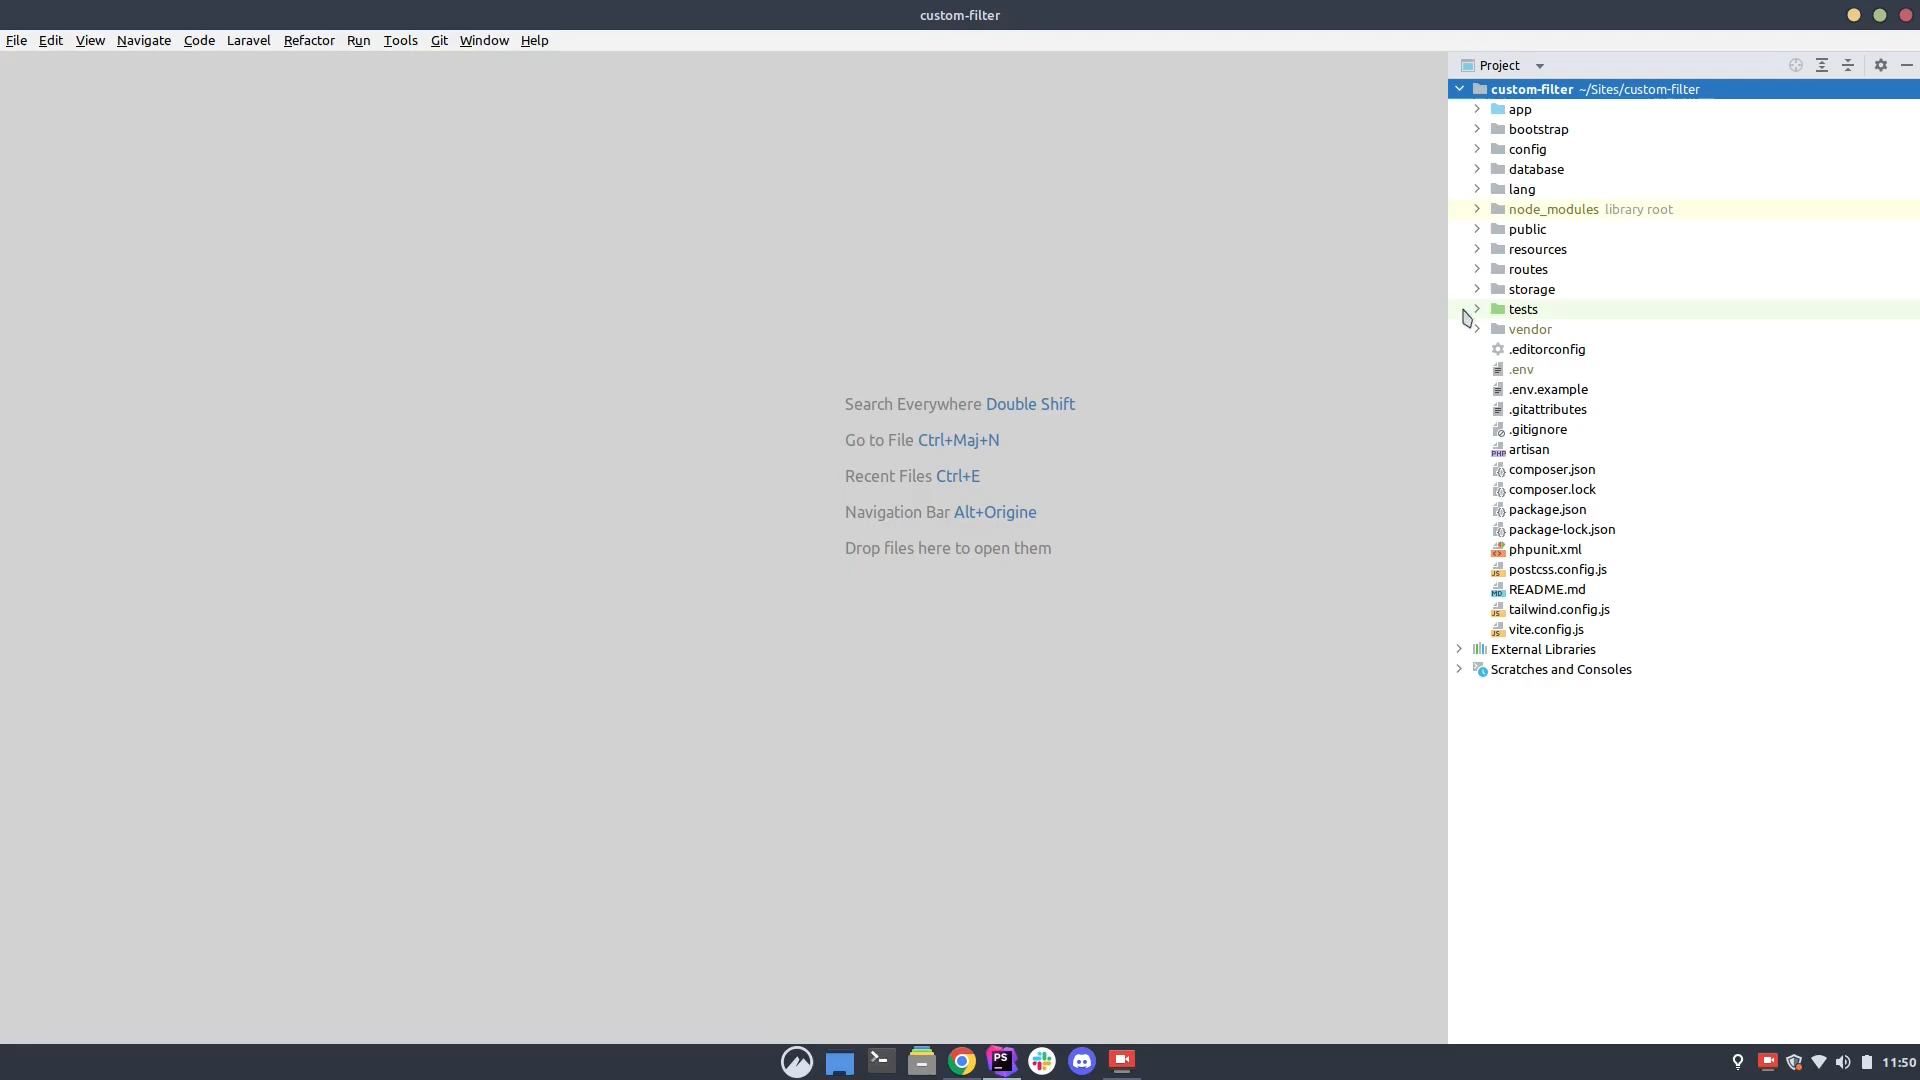 custom-filter
File Edit View Navigate Code Laravel Refactor Run Tools Git Window Help
Project
custom-filter ~/Sites/custom-filter
app
bootstrap
config
database
lang
node_modules library root
public
resources
routes
storage
tests
vendor
.editorconfig
.env
.env.example
.gitattributes
.gitignore
artisan
composer.json
composer.lock
package.json
package-lock.json
phpunit.xml
postcss.config.js
README.md
tailwind.config.js
vite.config.js
External Libraries
Scratches and Consoles
Search Everywhere Double Shift
Go to File Ctrl+Maj+N
Recent Files Ctrl+E
Navigation Bar Alt+Origine
Drop files here to open them
PS
11:50